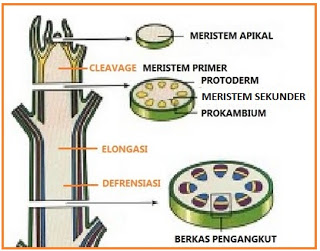 MERISTEM APIKAL
CLEAVAGE MERISTEM PRIMER
PROTODERM
MERISTEM SEKUNDER
PROKAMBIUM
ELONGASI
DEFRENSIASI
BERKAS PENGANGKUT